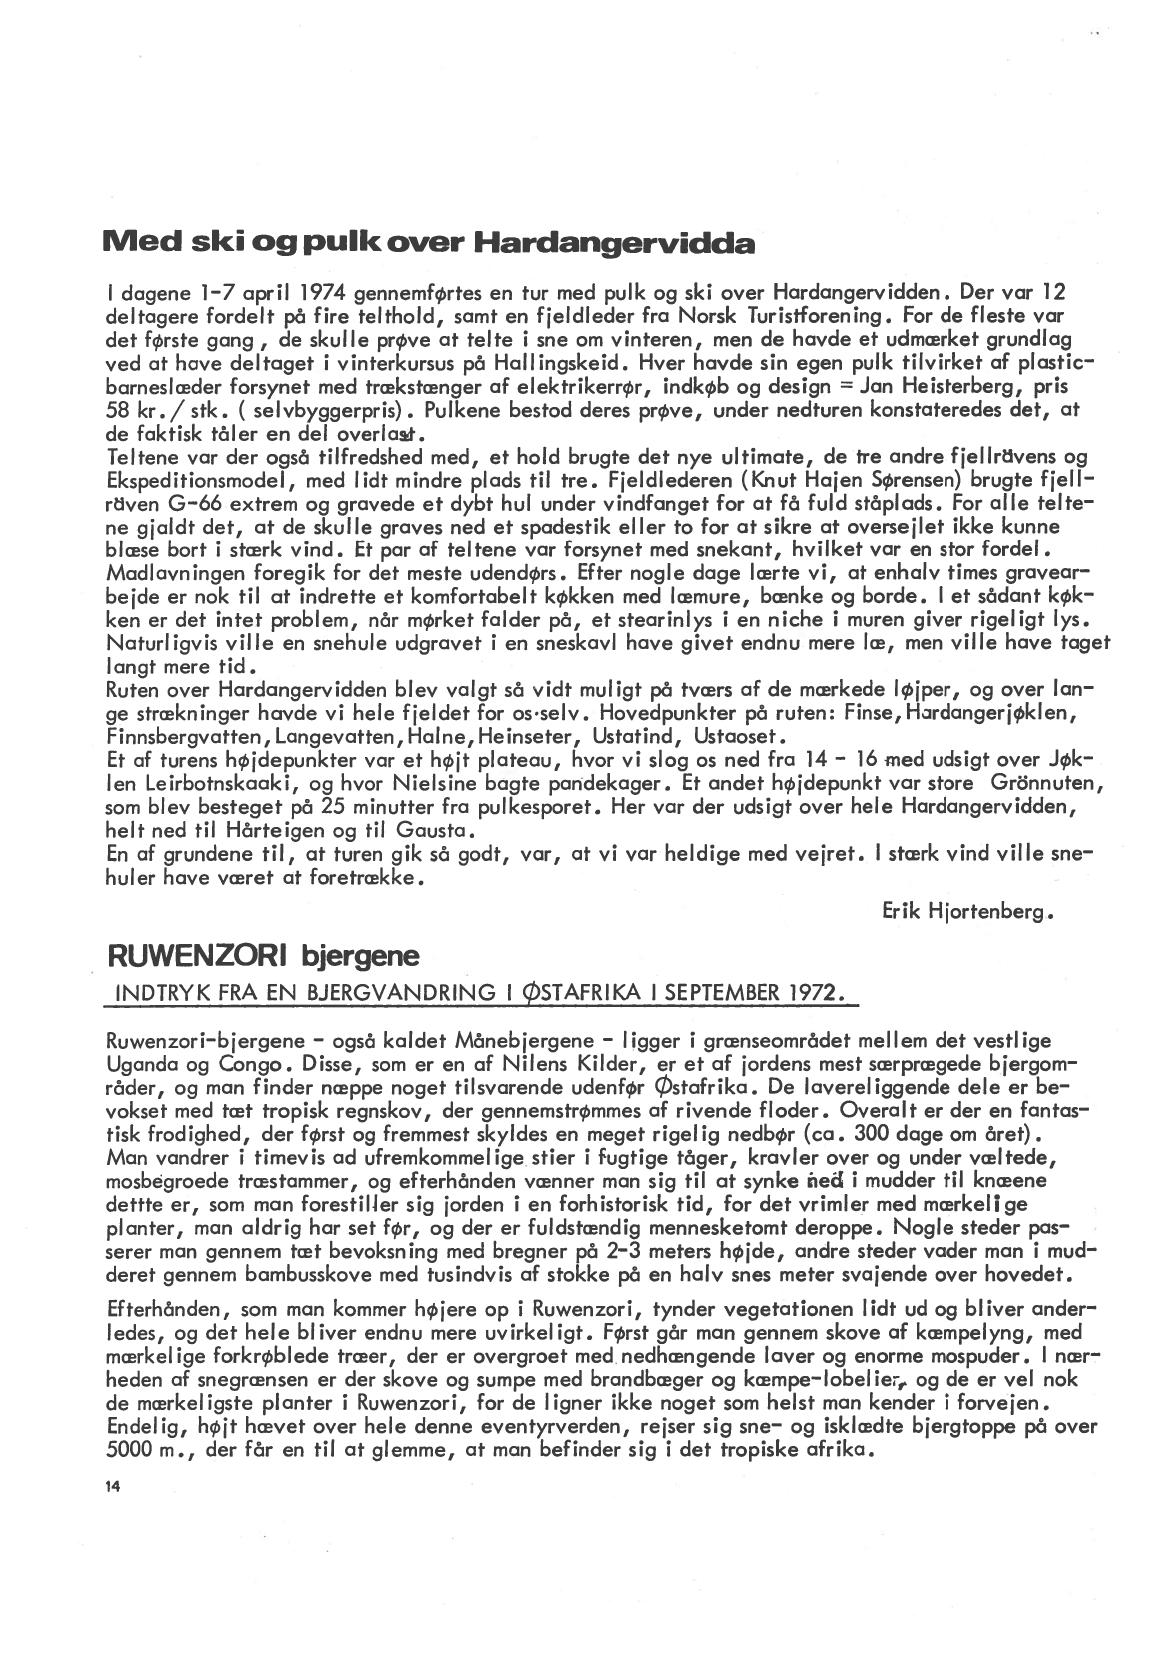 Med ski og pulk over Hardangervidda
I dagene 1-7 april 1974 gennemførtes en tur med pulk og ski over Hardangervidden. Der var 12
deltagere fordelt på fire telthold, samt en fjeldleder fra Norsk Turistforening. For de fleste var
det første gang , de skulle prøve at telte i sne om vinteren, men de havde et udmærket grundlag
ved at have deltaget i vinterkursus på Hallingskeid. Hver havde sin egen pulk tilvirket af plastic-
barneslæder forsynet med trækstænger af elektrikerrør, indkøb og design = Jan Heisterberg, pris
58 kr./ stk. ( selvbyggerpris). Pulkene bestod deres prøve, under nedturen konstateredes det, at
de faktisk tåler en del overlast.
Teltene var der også tilfredshed med, et hold brugte det nye ultimate, de tre andre fjellrävens og
Ekspeditionsmodel, med lidt mindre plads til tre. Fjeldlederen (Knut Hajen Sørensen) brugte fjell-
räven G-66 extrem og gravede et dybt hul under vindfanget for at få fuld ståplads. For alle telte-
ne gjaldt det, at de skulle graves ned et spadestik eller to for at sikre at oversejlet ikke kunne
blæse bort i stærk vind. Et par af teltene var forsynet med snekant, hvilket var en stor fordel.
Madlavningen foregik for det meste udendørs. Efter nogle dage lærte vi, at enhalv times gravear-
bejde er nok til at indrette et komfortabelt køkken med læmure, bænke og borde. I et sådant køk-
ken er det intet problem, når mørket falder på, et stearinlys i en niche i muren giver rigeligt lys.
Naturligvis ville en snehule udgravet i en sneskavl have givet endnu mere læ, men ville have taget
langt mere tid.
Ruten over Hardangervidden blev valgt så vidt muligt på tværs af de mærkede løjper, og over lan-
ge strækninger havde vi hele fjeldet for os.selv. Hovedpunkter på ruten: Finse, Hardangerjøklen,
Finnsbergvatten, Langevatten, Halne, Heinseter, Ustatind, Ustaoset.
Et af turens højdepunkter var et højt plateau, hvor vi slog os ned fra 14 - 16 med udsigt over Jøk-
len Leirbotnskaaki, og hvor Nielsine bagte pandekager. Et andet højdepunkt var store Grönnuten,
som blev besteget på 25 minutter fra pulkesporet. Her var der udsigt over hele Hardangervidden,
helt ned til Hårteigen og til Gausta.
En af grundene til, at turen gik så godt, var, at vi var heldige med vejret. I stærk vind ville sne-
huler have været at foretrække.
Erik Hjortenberg.
RUWENZORI bjergene
INDTRYK FRA EN BJERGVANDRING I ØSTAFRIKA I SEPTEMBER 1972.
Ruwenzori-bjergene - også kaldet Månebjergene - ligger i grænseområdet mellem det vestlige
Uganda og Congo. Disse, som er en af Nilens Kilder, er et af jordens mest særprægede bjergom-
råder, og man finder næppe noget tilsvarende udenfør Østafrika. De lavereliggende dele er be-
vokset med tæt tropisk regnskov, der gennemstrømmes af rivende floder. Overalt er der en fantas-
tisk frodighed, der først og fremmest skyldes en meget rigelig nedbør (ca. 300 dage om året).
Man vandrer i timevis ad ufremkommelige stier i fugtige tåger, kravler over og under væltede,
mosbegroede træstammer, og efterhånden vænner man sig til at synke ned i mudder til knæene
dettte er, som man forestiller sig jorden i en forhistorisk tid, for det vrimler med mærkelige
planter, man aldrig har set før, og der er fuldstændig mennesketomt deroppe. Nogle steder pas-
serer man gennem tæt bevoksning med bregner på 2-3 meters højde, andre steder vader man i mud-
deret gennem bambusskove med tusindvis af stokke på en halv snes meter svajende over hovedet.
Efterhånden, som man kommer højere op i Ruwenzori, tynder vegetationen lidt ud og bliver ander-
ledes, og det hele bliver endnu mere uvirkeligt. Først går man gennem skove af kæmpelyng, med
mærkelige forkrøblede træer, der er overgroet med nedhængende laver og enorme mospuder. I nær-
heden af snegrænsen er der skove og sumpe med brandbæger og kæmpe-lobelier, og de er vel nok
de mærkeligste planter i Ruwenzori, for de ligner ikke noget som helst man kender i forvejen.
Endelig, højt hævet over hele denne eventyrverden, rejser sig sne- og isklædte bjergtoppe på over
5000 m., der får en til at glemme, at man befinder sig i det tropiske afrika.
14